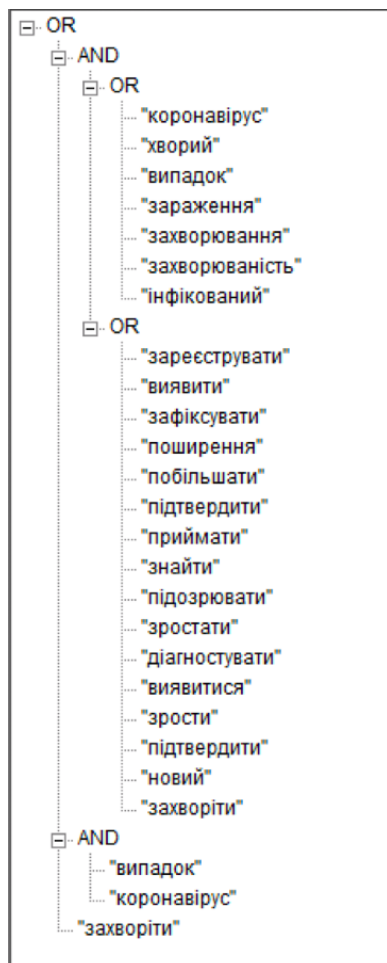 OR
AND
OR
"коронавірус"
"хворий"
"випадок"
"зараження"
"захворювання"
"захворюваність"
"інфікований"
OR
"зареєструвати"
"виявити"
"зафіксувати"
"поширення"
"побільшати"
"підтвердити"
"приймати"
"знайти"
"підозрювати"
"зростати"
"діагностувати"
"виявитися"
"зрости"
"підтвердити"
"новий"
"захворіти"
AND
"випадок"
"коронавірус"
"захворіти"